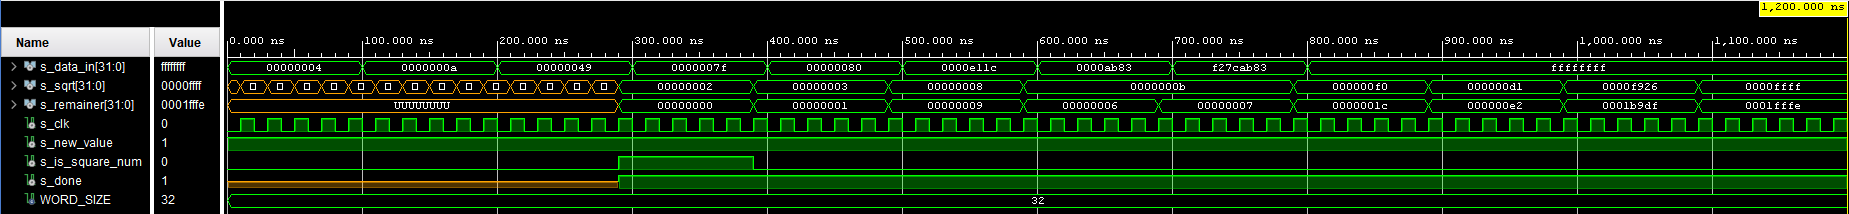 1,200.000 ns
Name Value
0.000 ns 100.000 ns 200.000 ns 300.000 ns 400.000 ns 500.000 ns 600.000 ns 700.000 ns 800.000 ns 900.000 ns 1,000.000 ns 1,100.000 ns
s_data_in[31:0] ffffffff 00000004 0000000a 00000049 0000007f 00000080 0000e11c 0000ab83 f27cab83 ffffffff
s_sqrt[31:0] 0000ffff 00000002 00000003 00000008 0000000b 000000f0 000000d1 0000f926 0000ffff
s_remainer[31:0] 0001fffe UUUUUUUU 00000000 00000001 00000009 00000006 00000007 0000001c 000000e2 0001b9df 0001fffe
s_clk 0
s_new_value 1
s_is_square_num 0
s_done 1
WORD_SIZE 32 32